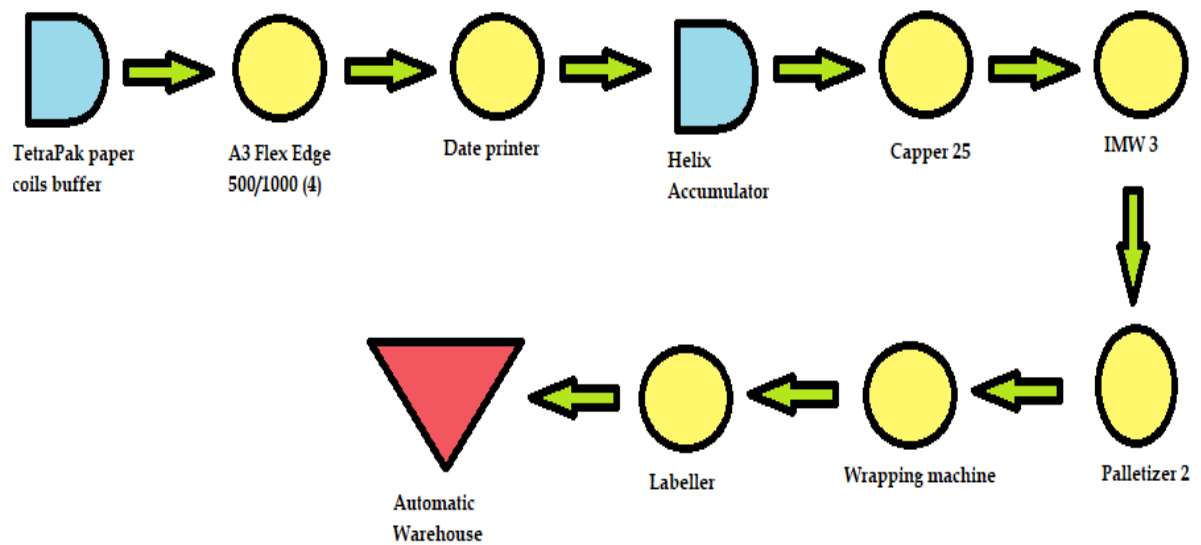 TetraPak paper
coils buffer
A3 Flex Edge
500/1000 (4)
Date printer
Helix
Accumulator
Capper 25
IMW 3
Automatic
Warehouse
Labeller
Wrapping machine
Palletizer 2